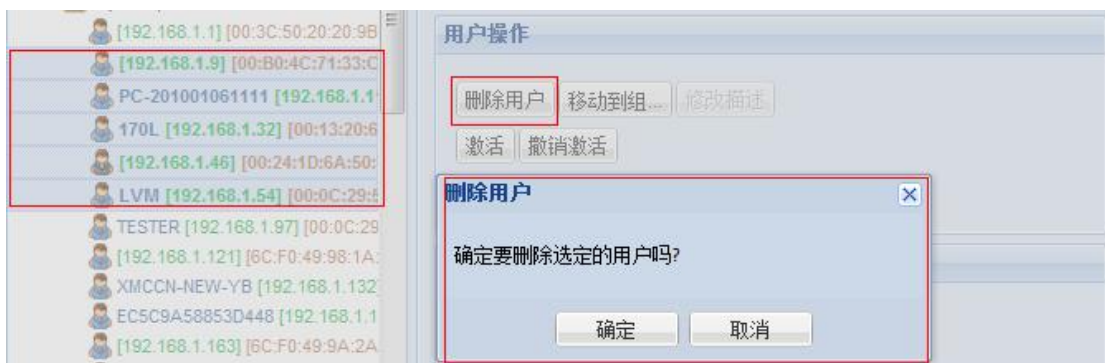 [192.168.1.1] [00:3C:50:20:20:9B
[192.168.1.9] [00:B0:4C:71:33:C
PC-201001061111 [192.168.1.1
170L [192.168.1.32] [00:13:20:6
[192.168.1.46] [00:24:1D:6A:50:
LVM [192.168.1.54] [00:0C:29:5
TESTER [192.168.1.97] [00:0C:29
[192.168.1.121] [6C:F0:49:98:1A:
XMCCN-NEW-YB [192.168.1.132]
EC5C9A58853D448 [192.168.1.1
[192.168.1.163] [6C:F0:49:9A:2A
用户操作
删除用户 移动到组... 修改描述
激活 撤销激活
删除用户
确定要删除选定的用户吗?
确定 取消